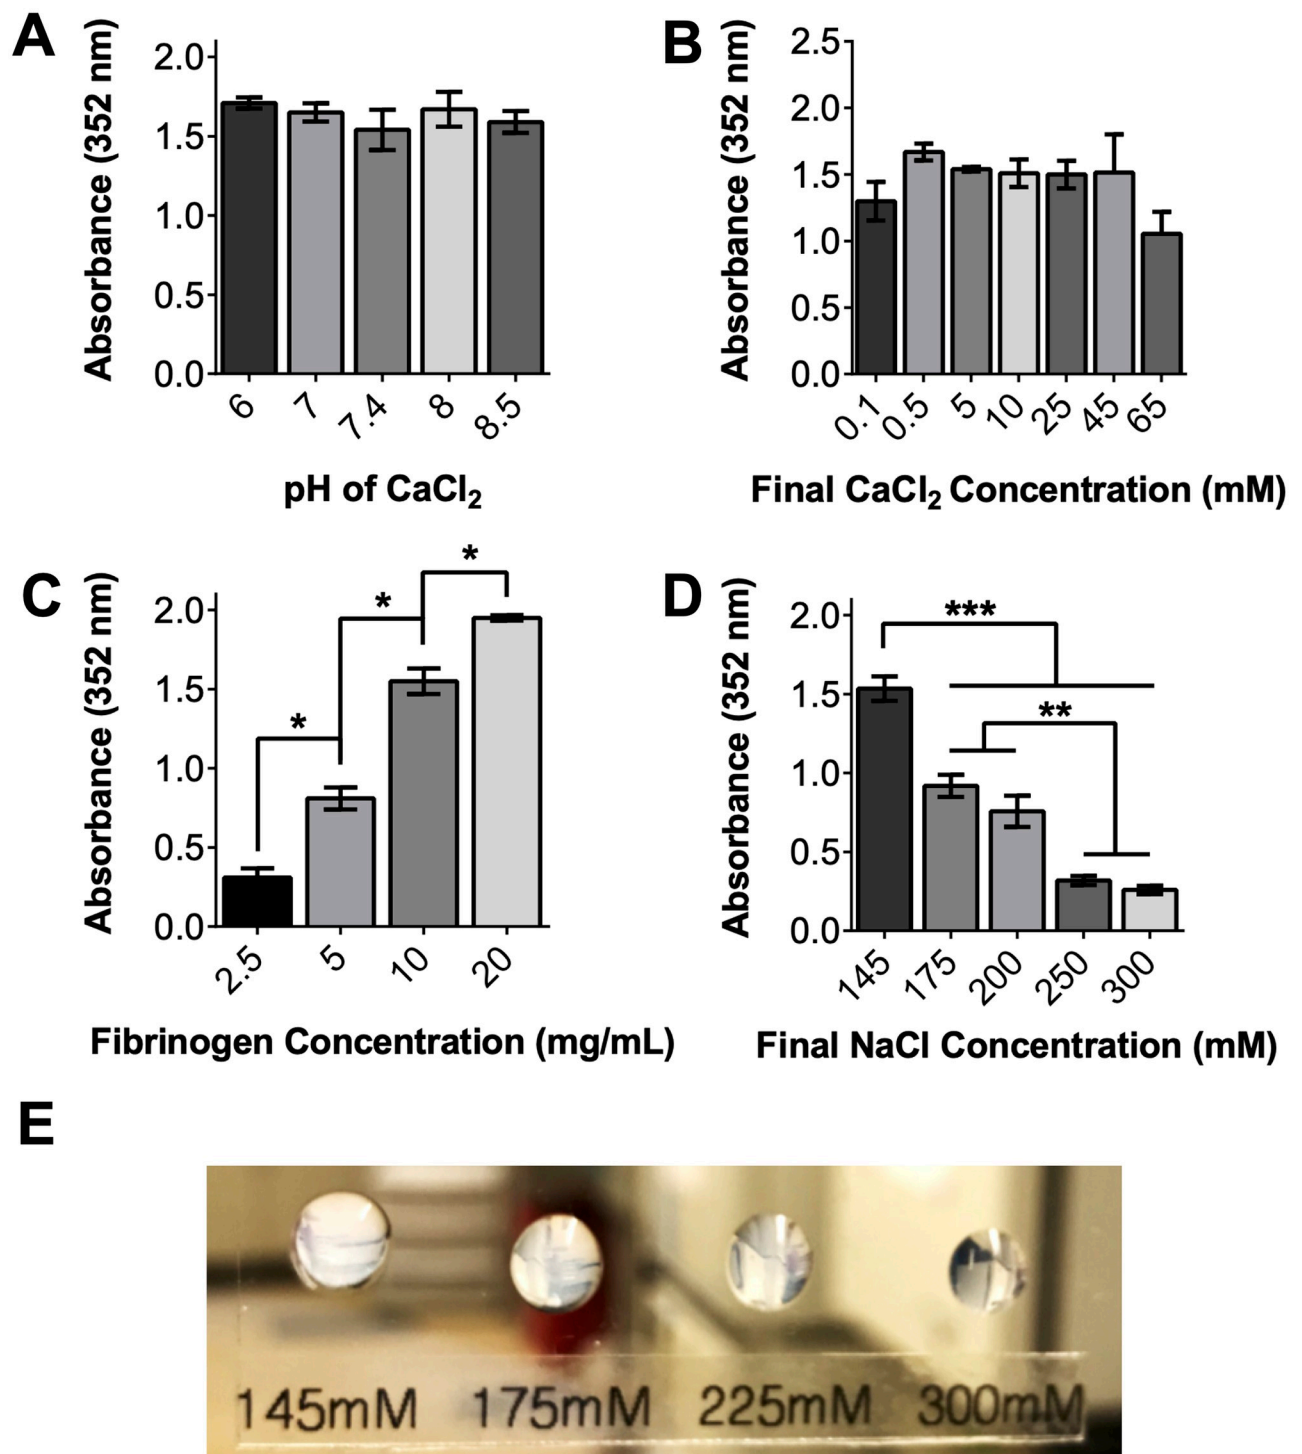 A
Absorbance (352 nm)
2.0
1.5
1.0
0.5
0.0
6 7 7.4 8 8.5
pH of CaCl₂
B
Absorbance (352 nm)
2.5
2.0
1.5
1.0
0.5
0.0
0.1 0.5 5 10 25 45 65
Final CaCl₂ Concentration (mM)
C
Absorbance (352 nm)
2.0
1.5
1.0
0.5
0.0
* * *
2.5 5 10 20
Fibrinogen Concentration (mg/mL)
D
Absorbance (352 nm)
2.0
1.5
1.0
0.5
0.0
***
**
145 175 200 250 300
Final NaCl Concentration (mM)
E
145mM 175mM 225mM 300mM